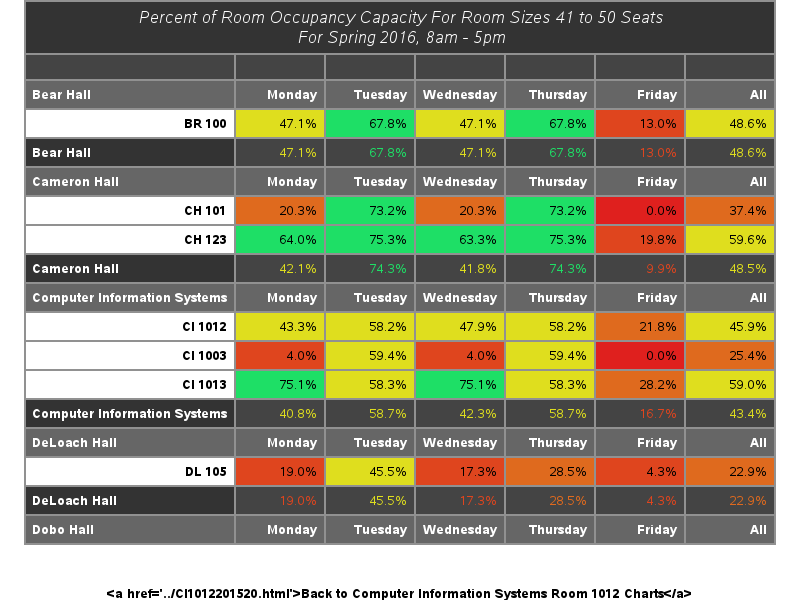 Percent of Room Occupancy Capacity For Room Sizes 41 to 50 Seats
For Spring 2016, 8am - 5pm
Bear Hall Monday Tuesday Wednesday Thursday Friday All
BR 100 47.1% 67.8% 47.1% 67.8% 13.0% 48.6%
Bear Hall 47.1% 67.8% 47.1% 67.8% 13.0% 48.6%
Cameron Hall Monday Tuesday Wednesday Thursday Friday All
CH 101 20.3% 73.2% 20.3% 73.2% 0.0% 37.4%
CH 123 64.0% 75.3% 63.3% 75.3% 19.8% 59.6%
Cameron Hall 42.1% 74.3% 41.8% 74.3% 9.9% 48.5%
Computer Information Systems Monday Tuesday Wednesday Thursday Friday All
CI 1012 43.3% 58.2% 47.9% 58.2% 21.8% 45.9%
CI 1003 4.0% 59.4% 4.0% 59.4% 0.0% 25.4%
CI 1013 75.1% 58.3% 75.1% 58.3% 28.2% 59.0%
Computer Information Systems 40.8% 58.7% 42.3% 58.7% 16.7% 43.4%
DeLoach Hall Monday Tuesday Wednesday Thursday Friday All
DL 105 19.0% 45.5% 17.3% 28.5% 4.3% 22.9%
DeLoach Hall 19.0% 45.5% 17.3% 28.5% 4.3% 22.9%
Dobo Hall Monday Tuesday Wednesday Thursday Friday All
&lt;a href='../CI1012201520.html'&gt;Back to Computer Information Systems Room 1012 Charts&lt;/a&gt;